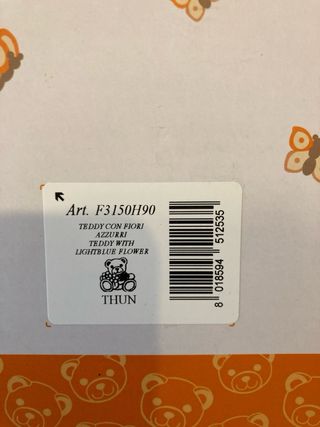 Art. F3150H90
TEDDY CON FIORI
AZZURRI
TEDDY WITH
LIGHTBLUE FLOWER
THUN
8 018594 512535